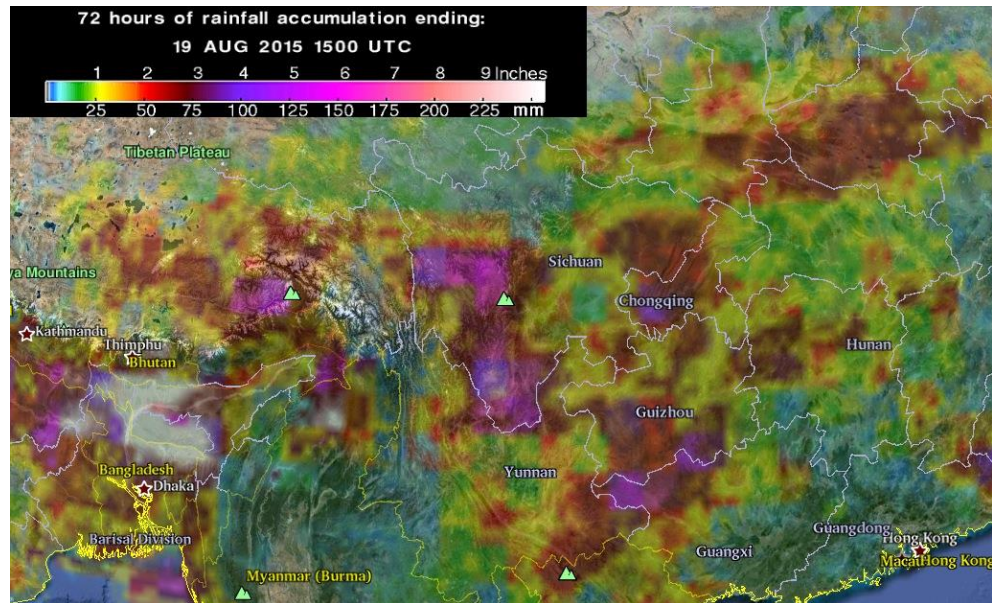 72 hours of rainfall accumulation ending:
19 AUG 2015 1500 UTC
1 2 3 4 5 6 7 8 9 Inches
25 50 75 100 125 150 175 200 225 mm
Tibetan Plateau
Sichuan
ya Mountains
Chongqing
Kathmandu
Thimphu
Hunan
Bhutan
Guizhou
Bangladesh
Yunnan
Dhaka
Barisal Division
Guangdong
Hong Kong
Guangxi
Macau Hong Kong
Myanmar (Burma)